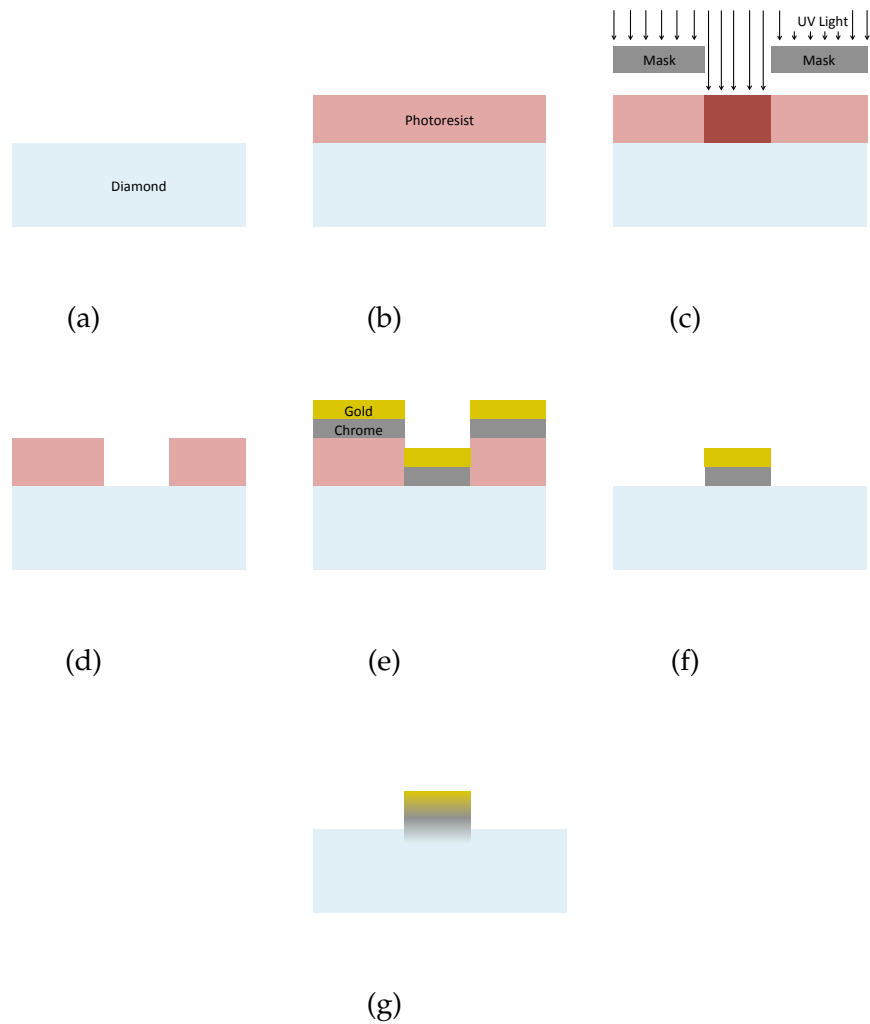 UV Light
Mask
Mask
Photoresist
Diamond
(a)
(b)
(c)
Gold
Chrome
(d)
(e)
(f)
(g)